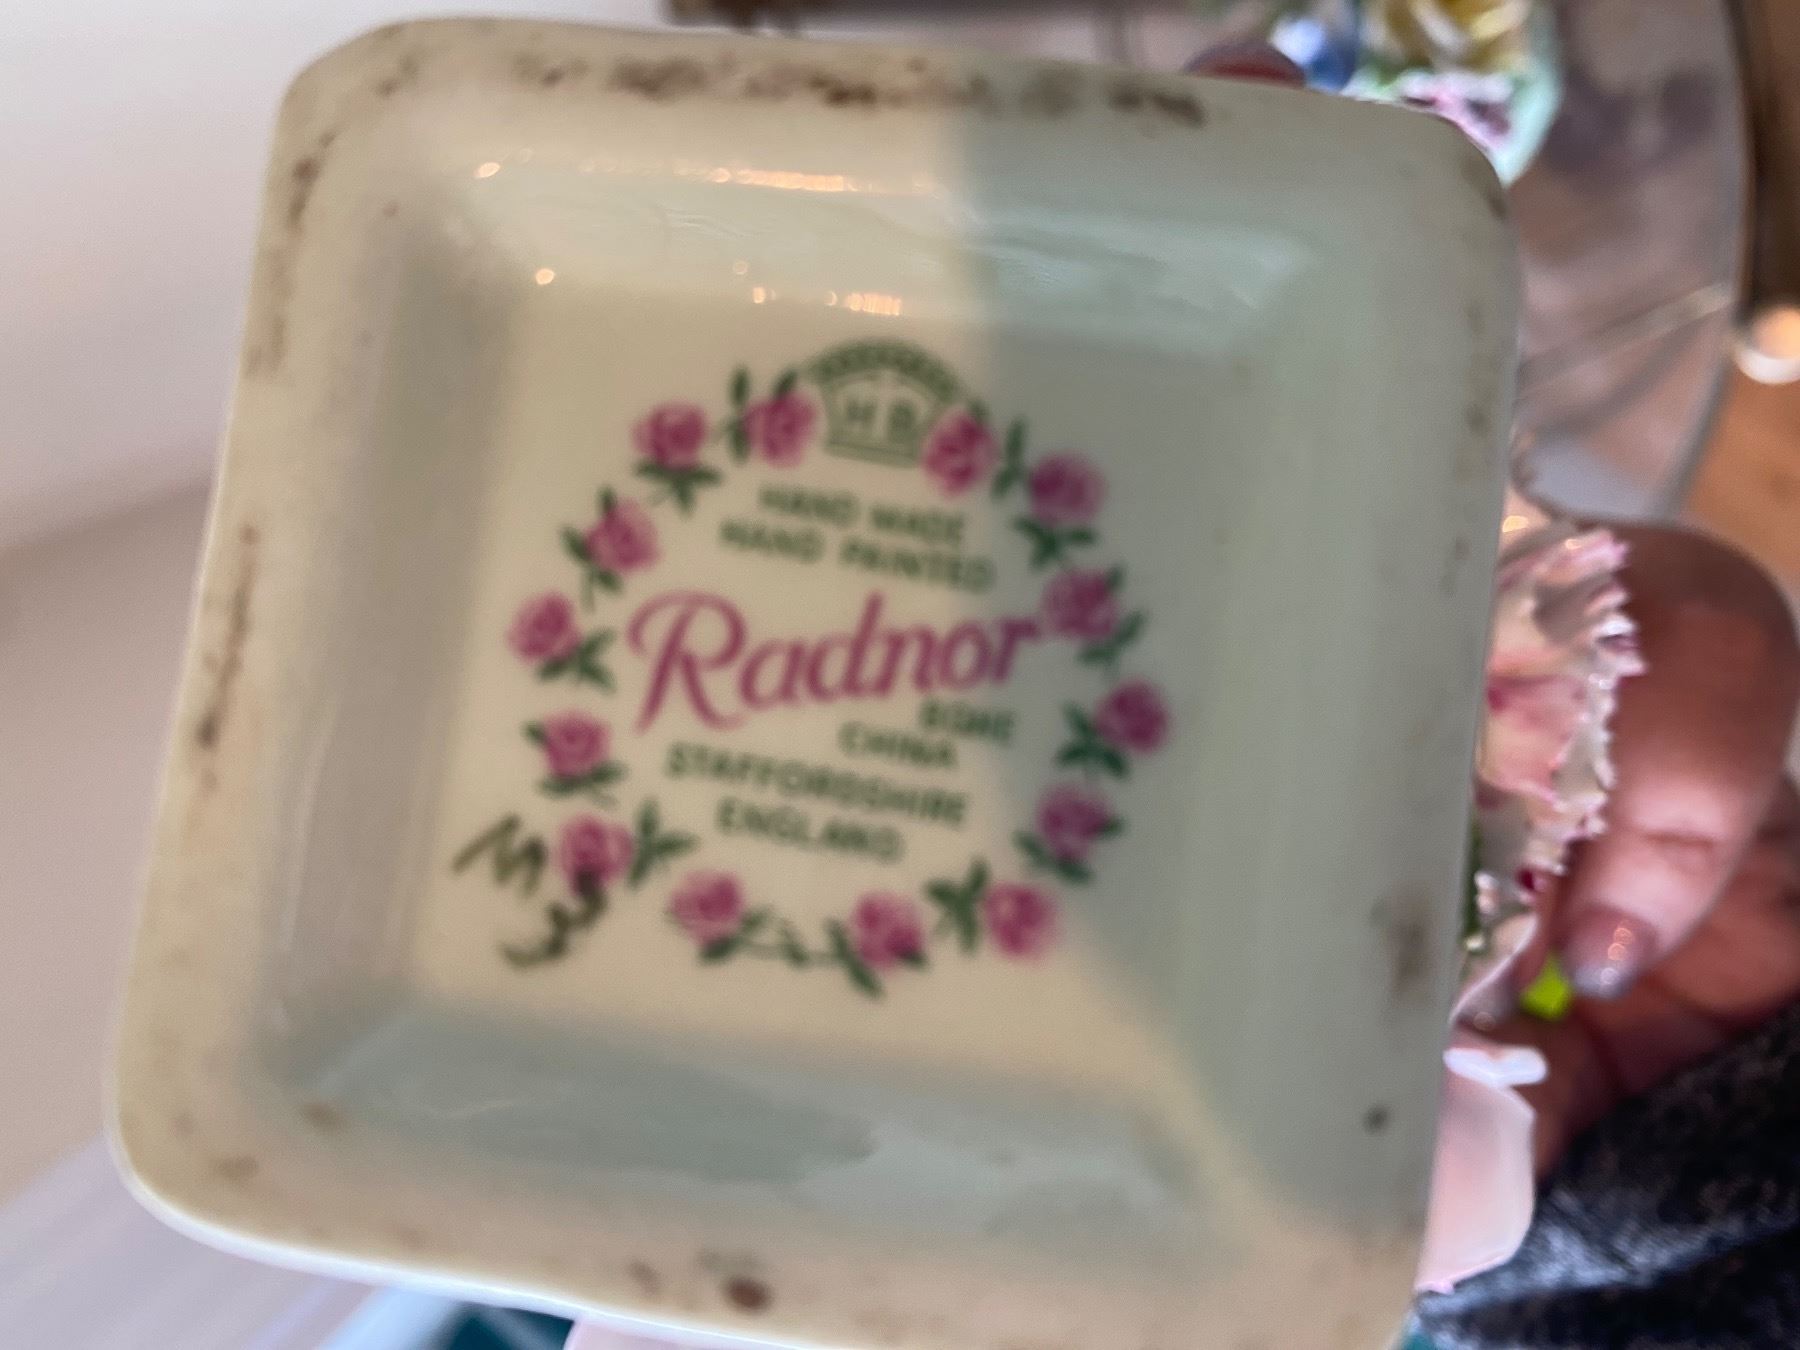 H B
HAND MADE
HAND PAINTED
Radnor
BONE
CHINA
STAFFORDSHIRE
ENGLAND